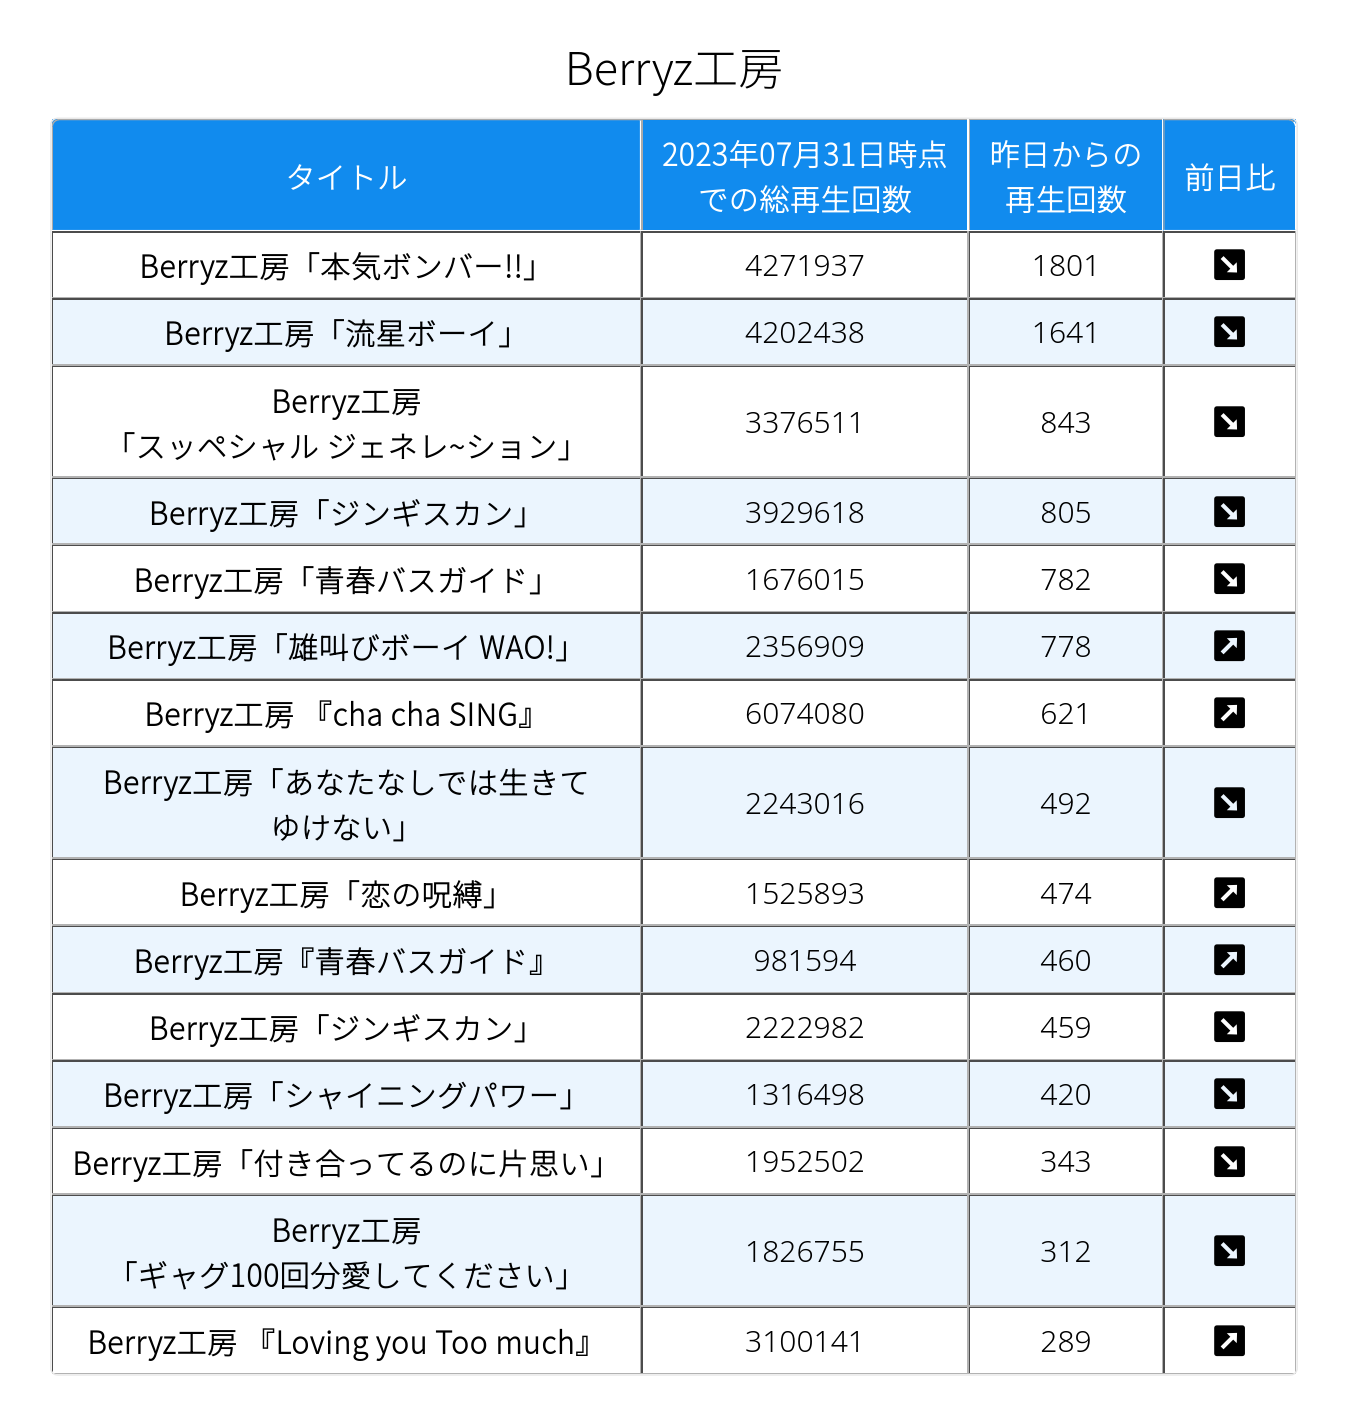 Berryz工房
タイトル
2023年07月31日時点
での総再生回数
昨日からの
再生回数
前日比
Berryz工房「本気ボンバー!!」 4271937 1801
Berryz工房「流星ボーイ」 4202438 1641
Berryz工房
「スッペシャル ジェネレ~ション」 3376511 843
Berryz工房「ジンギスカン」 3929618 805
Berryz工房「青春バスガイド」 1676015 782
Berryz工房「雄叫びボーイ WAO!」 2356909 778
Berryz工房 『cha cha SING』 6074080 621
Berryz工房「あなたなしでは生きて
ゆけない」 2243016 492
Berryz工房「恋の呪縛」 1525893 474
Berryz工房『青春バスガイド』 981594 460
Berryz工房「ジンギスカン」 2222982 459
Berryz工房「シャイニングパワー」 1316498 420
Berryz工房「付き合ってるのに片思い」 1952502 343
Berryz工房
「ギャグ100回分愛してください」 1826755 312
Berryz工房 『Loving you Too much』 3100141 289